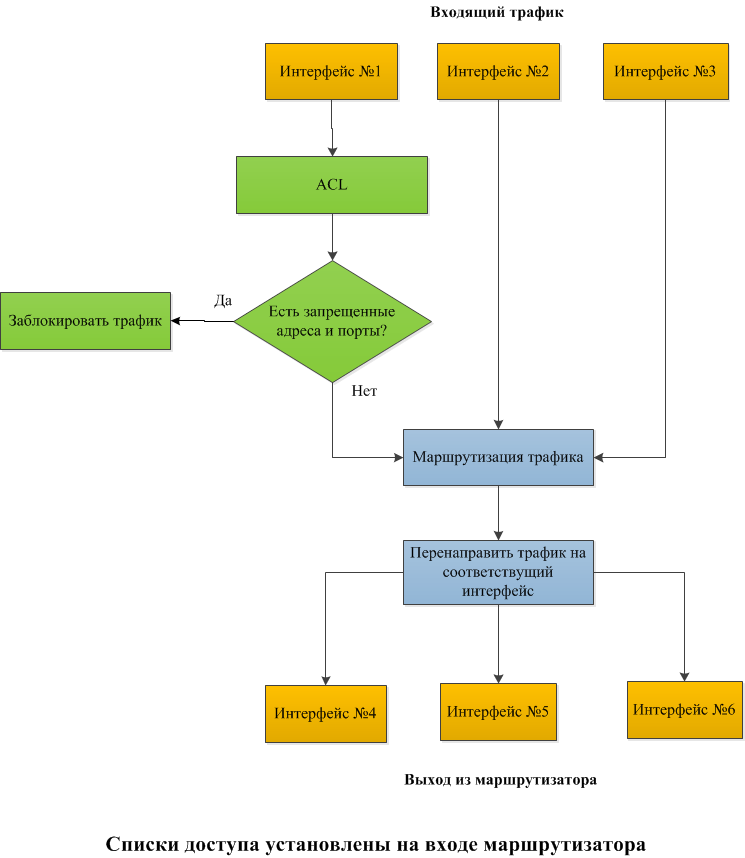 Входящий трафик
Интерфейс №1
Интерфейс №2
Интерфейс №3
ACL
Есть запрещенные
адреса и порты?
Да
Заблокировать трафик
Нет
Маршрутизация трафика
Перенаправить трафик на
соответствущий
интерфейс
Интерфейс №4
Интерфейс №5
Интерфейс №6
Выход из маршрутизатора
Списки доступа установлены на входе маршрутизатора